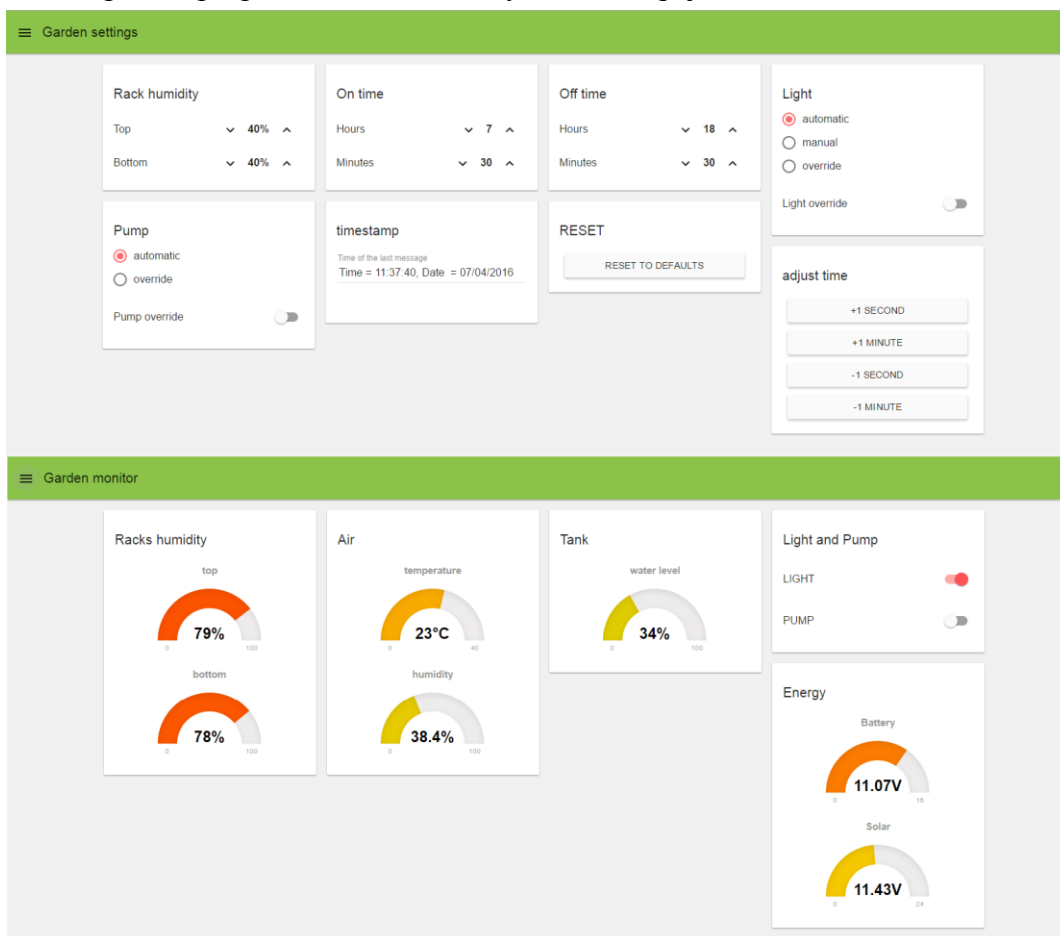 Garden settings
Rack humidity
Top 40%
Bottom 40%
On time
Hours 7
Minutes 30
Off time
Hours 18
Minutes 30
Light
automatic
manual
override
Light override
Pump
automatic
override
Pump override
timestamp
Time of the last message
Time = 11:37:40, Date = 07/04/2016
RESET
RESET TO DEFAULTS
adjust time
+1 SECOND
+1 MINUTE
-1 SECOND
-1 MINUTE
Garden monitor
Racks humidity
top
79%
0 100
bottom
78%
0 100
Air
temperature
23°C
0 40
humidity
38.4%
0 100
Tank
water level
34%
0 100
Light and Pump
LIGHT
PUMP
Energy
Battery
11.07V
0 16
Solar
11.43V
0 24